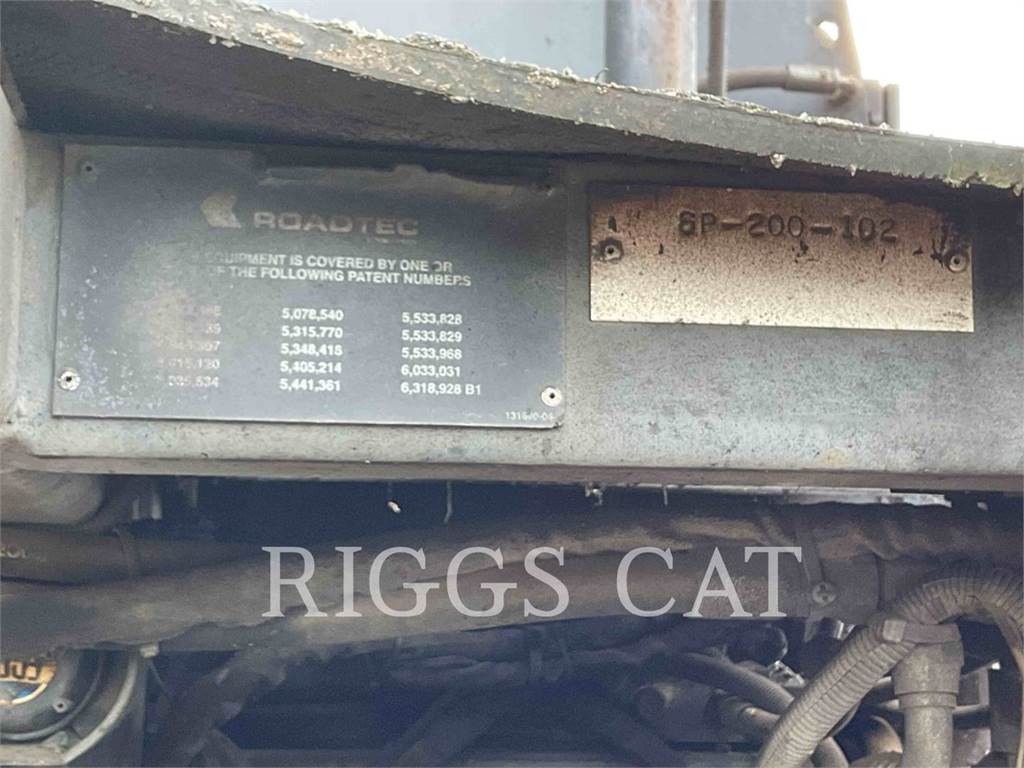 ROADTEC
EQUIPMENT IS COVERED BY ONE OR
OF THE FOLLOWING PATENT NUMBERS
5,078,540 5,533,828
5,315,770 5,533,829
5,348,418 5,533,968
5,405,214 6,033,031
5,441,361 6,318,928 B1
SP-200-102
RIGGS CAT